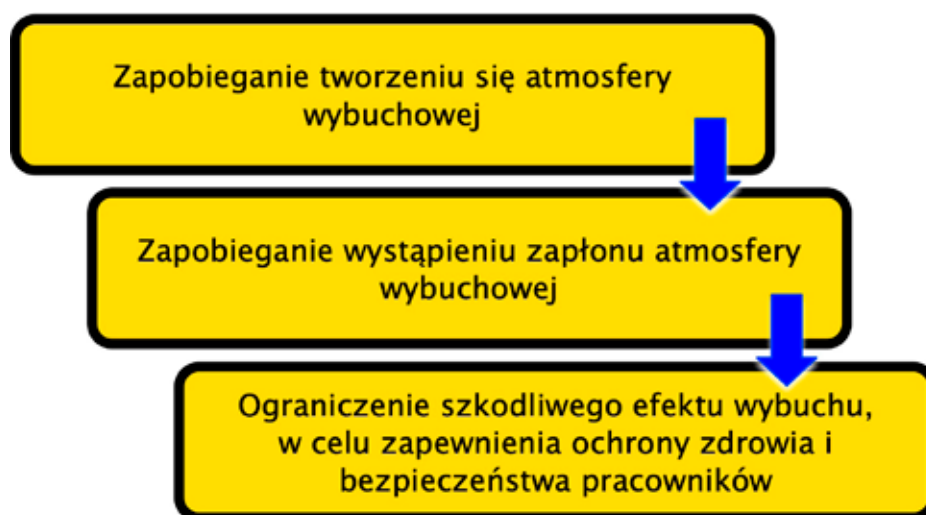 Zapobieganie tworzeniu się atmosfery
wybuchowej
Zapobieganie wystąpieniu zapłonu atmosfery
wybuchowej
Ograniczenie szkodliwego efektu wybuchu,
w celu zapewnienia ochrony zdrowia i
bezpieczeństwa pracowników